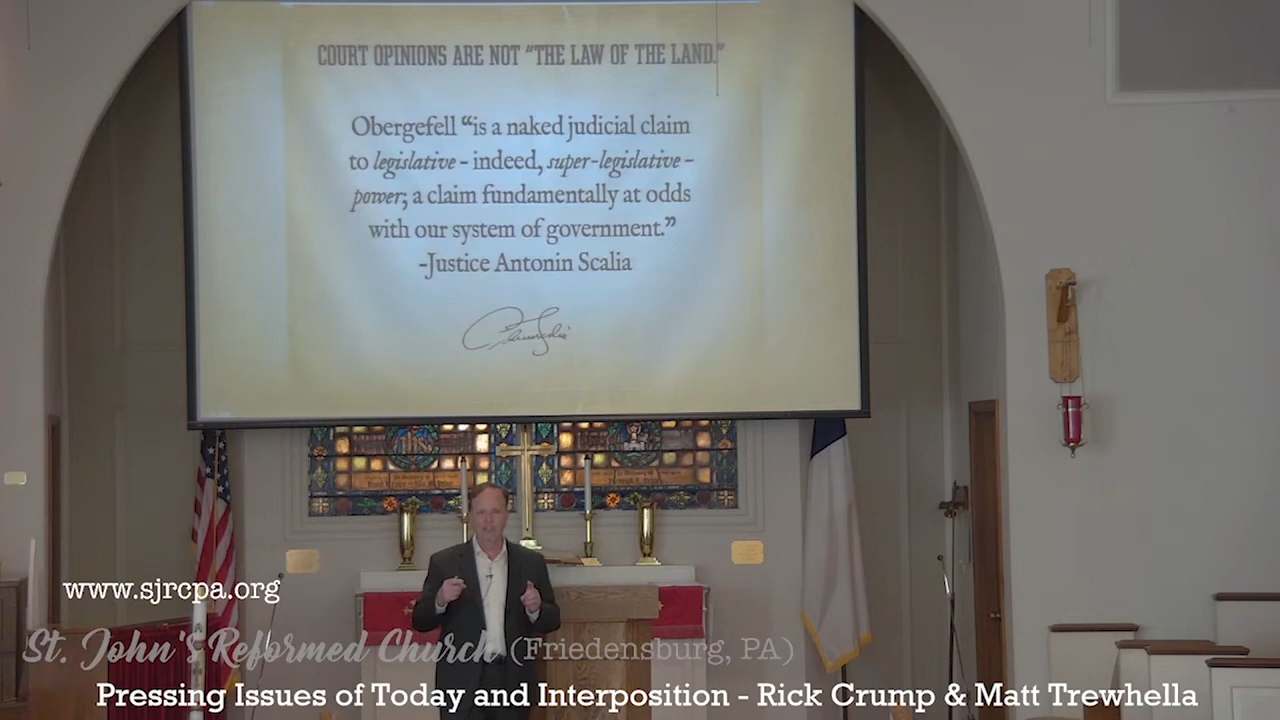 COURT OPINIONS ARE NOT “THE LAW OF THE LAND.”
Obergefell “is a naked judicial claim
to legislative - indeed, super-legislative -
power; a claim fundamentally at odds
with our system of government.”
-Justice Antonin Scalia
www.sjrcpa.org
St. John's Reformed Church (Friedensburg, PA)
Pressing Issues of Today and Interposition - Rick Crump & Matt Trewhella